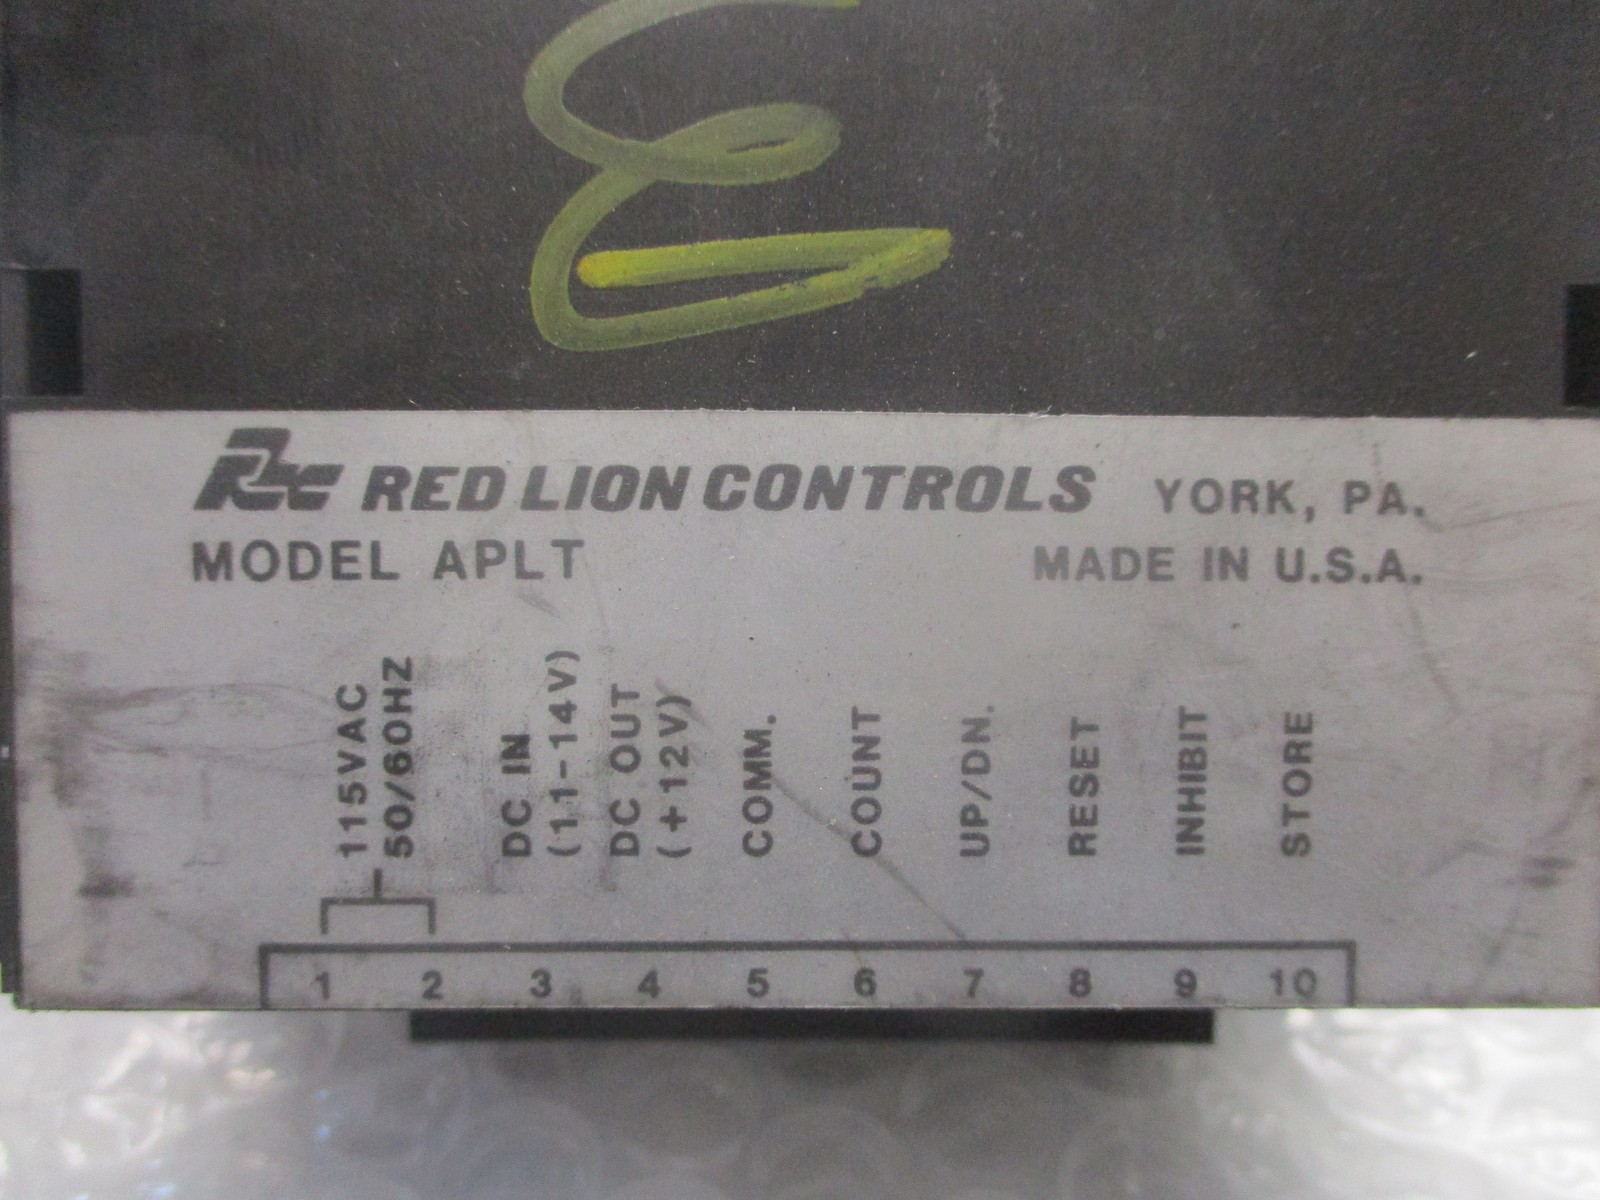 RLC RED LION CONTROLS YORK, PA.
MODEL APLT MADE IN U.S.A.
115VAC
50/60HZ
DC IN
(11-14V)
DC OUT
(+12V)
COMM.
COUNT
UP/DN.
RESET
INHIBIT
STORE
1 2 3 4 5 6 7 8 9 10